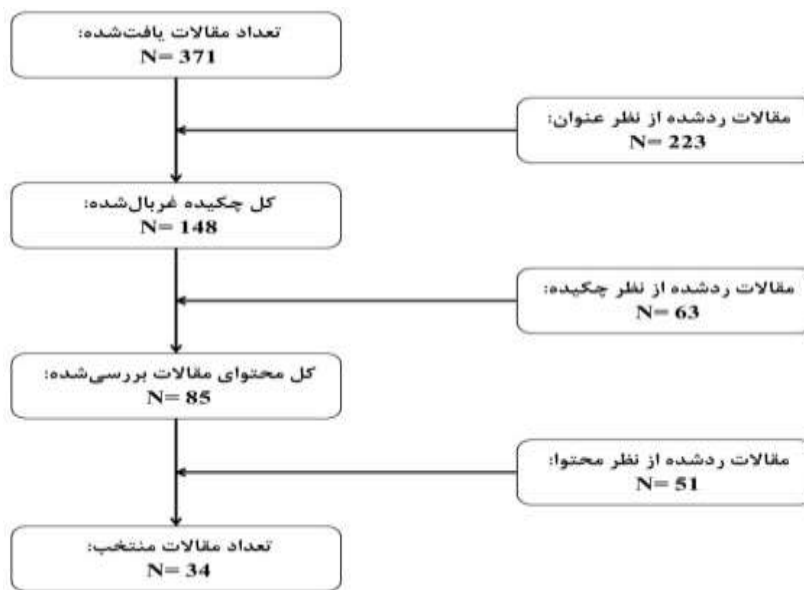 تعداد مقالات یافت‌شده:
N= 371
مقالات ردشده از نظر عنوان:
N= 223
کل چکیده غربال‌شده:
N= 148
مقالات ردشده از نظر چکیده:
N= 63
کل محتوای مقالات بررسی‌شده:
N= 85
مقالات ردشده از نظر محتوا:
N= 51
تعداد مقالات منتخب:
N= 34